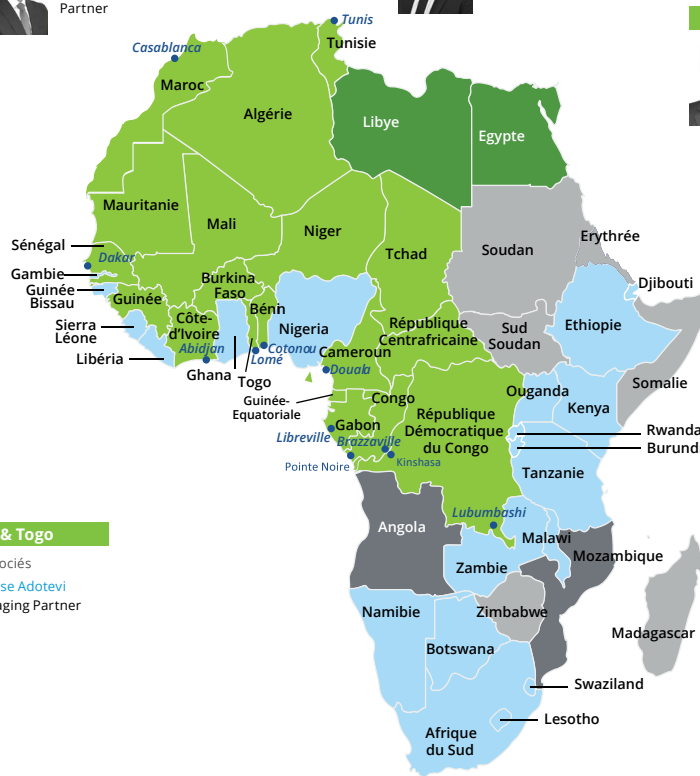 Partner
Tunis
Tunisie
Casablanca
Maroc
Algérie
Libye
Egypte
Mauritanie
Mali
Niger
Tchad
Soudan
Erythrée
Djibouti
Sénégal
Dakar
Gambie
Guinée
Bissau
Guinée
Burkina
Faso
Bénin
Nigeria
Côte-
d'Ivoire
Abidjan
Sierra
Léone
Libéria
Ghana
Togo
Lomé
Cotonou
Cameroun
Douala
République
Centrafricaine
Sud
Soudan
Ethiopie
Somalie
Ouganda
Kenya
Guinée-
Equatoriale
Congo
Gabon
Libreville
Brazzaville
Pointe Noire
Kinshasa
République
Démocratique
du Congo
Rwanda
Burund
Tanzanie
Lubumbashi
Angola
Malawi
Mozambique
Zambie
& Togo
ociés
se Adotevi
aging Partner
Namibie
Zimbabwe
Botswana
Madagascar
Swaziland
Lesotho
Afrique
du Sud